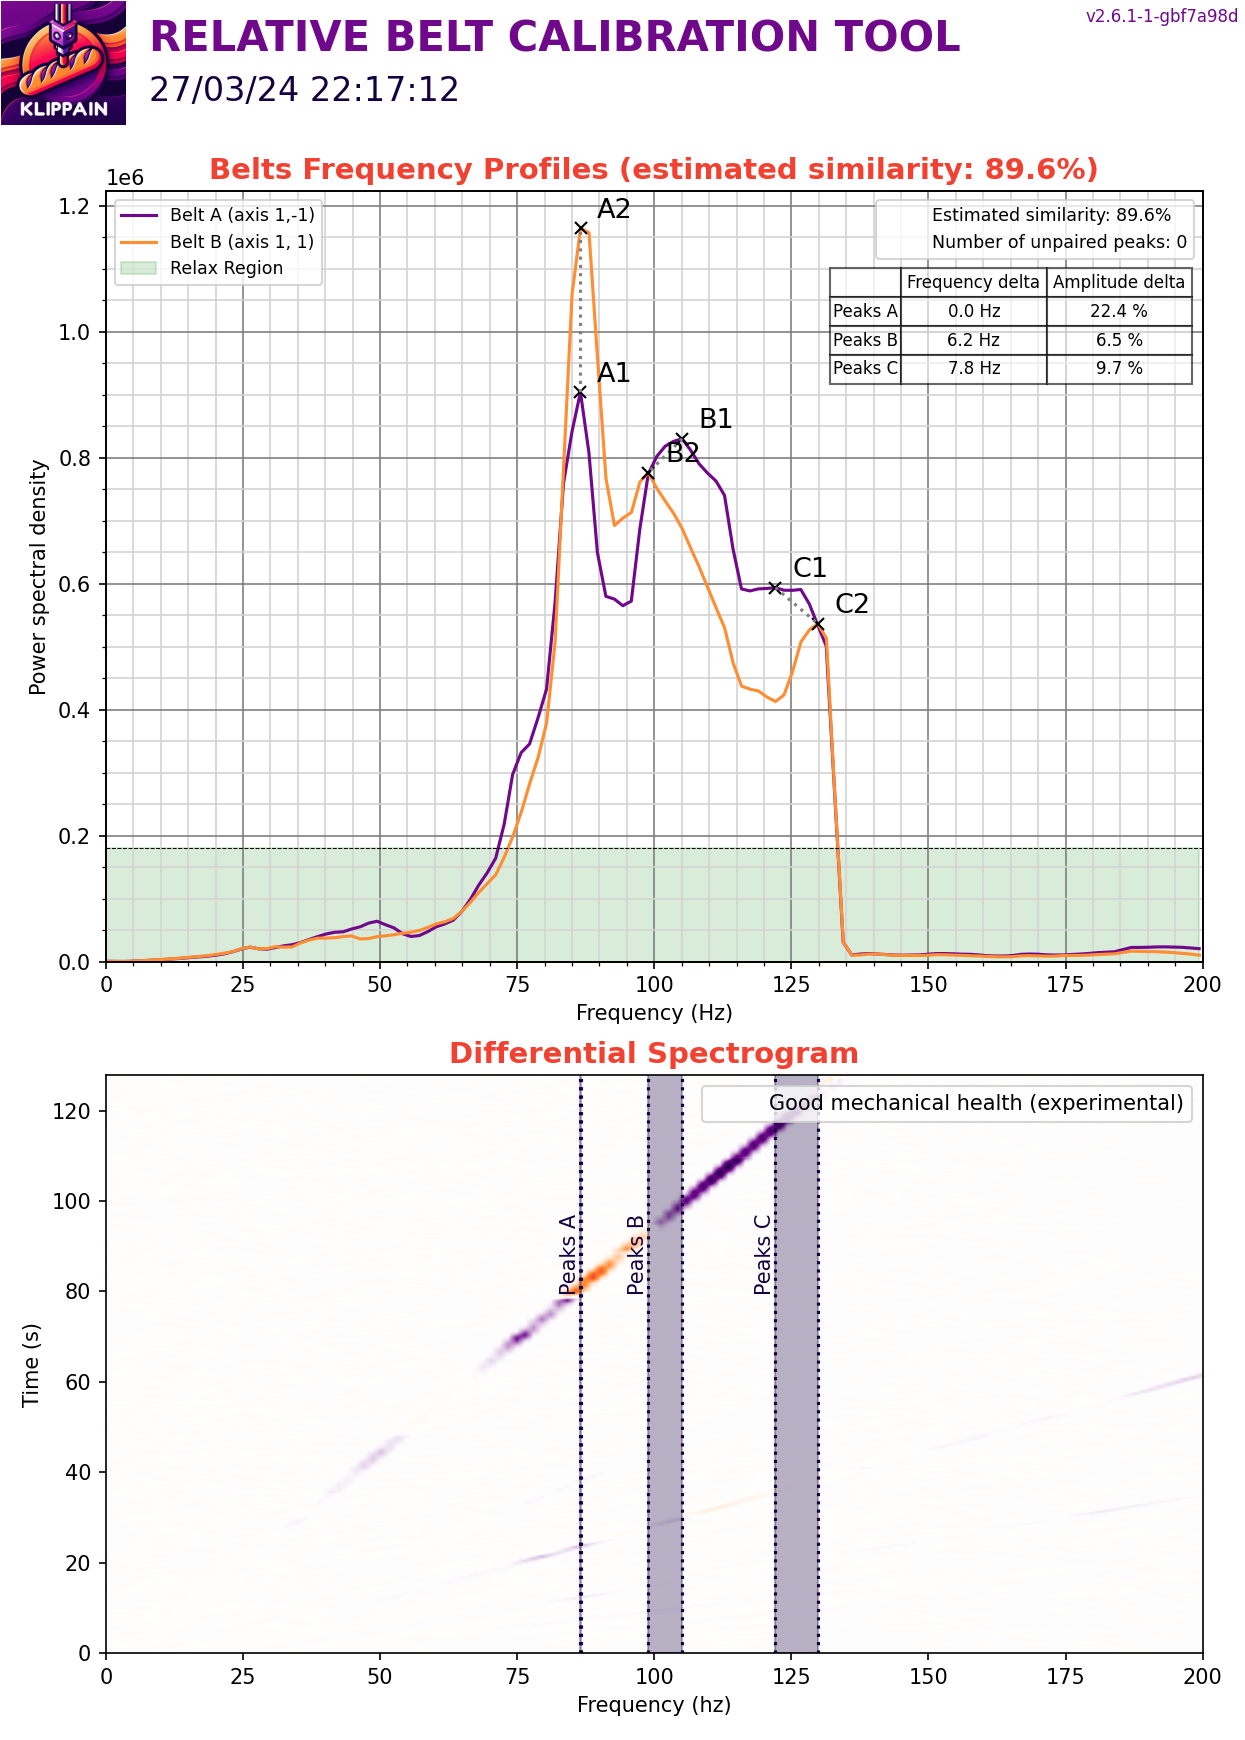 v2.6.1-1-gbf7a98d
RELATIVE BELT CALIBRATION TOOL
27/03/24 22:17:12
KLIPPAIN
Belts Frequency Profiles (estimated similarity: 89.6%)
1e6
Belt A (axis 1,-1)
Belt B (axis 1, 1)
Relax Region
Estimated similarity: 89.6%
Number of unpaired peaks: 0
Frequency delta Amplitude delta
Peaks A 0.0 Hz 22.4 %
Peaks B 6.2 Hz 6.5 %
Peaks C 7.8 Hz 9.7 %
A2
A1
B1
B2
C1
C2
Power spectral density
1.2
1.0
0.8
0.6
0.4
0.2
0.0
0 25 50 75 100 125 150 175 200
Frequency (Hz)
Differential Spectrogram
Good mechanical health (experimental)
Peaks A
Peaks B
Peaks C
Time (s)
120
100
80
60
40
20
0
0 25 50 75 100 125 150 175 200
Frequency (hz)